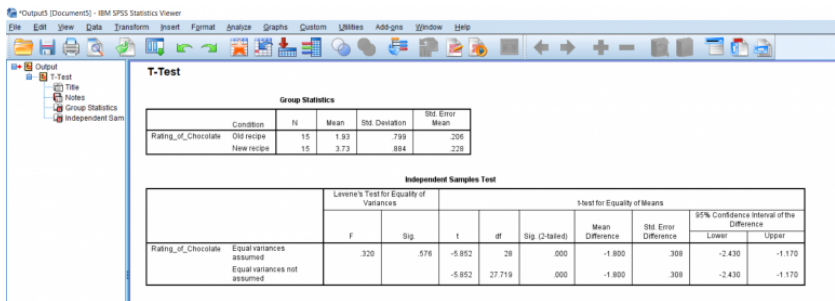 *Output5 [Document5] - IBM SPSS Statistics Viewer
File Edit View Data Transform Insert Format Analyze Graphs Custom Utilities Add-ons Window Help
Output
T-Test
Title
Notes
Group Statistics
Independent Sam
T-Test
Group Statistics
Condition N Mean Std. Deviation Std. Error Mean
Rating_of_Chocolate Old recipe 15 1.93 .799 .206
New recipe 15 3.73 .884 .228
Independent Samples Test
Levene's Test for Equality of Variances t-test for Equality of Means
F Sig. t df Sig. (2-tailed) Mean Difference Std. Error Difference 95% Confidence Interval of the Difference
Lower Upper
Rating_of_Chocolate Equal variances assumed .320 .576 -5.852 28 .000 -1.800 .308 -2.430 -1.170
Equal variances not assumed -5.852 27.719 .000 -1.800 .308 -2.430 -1.170